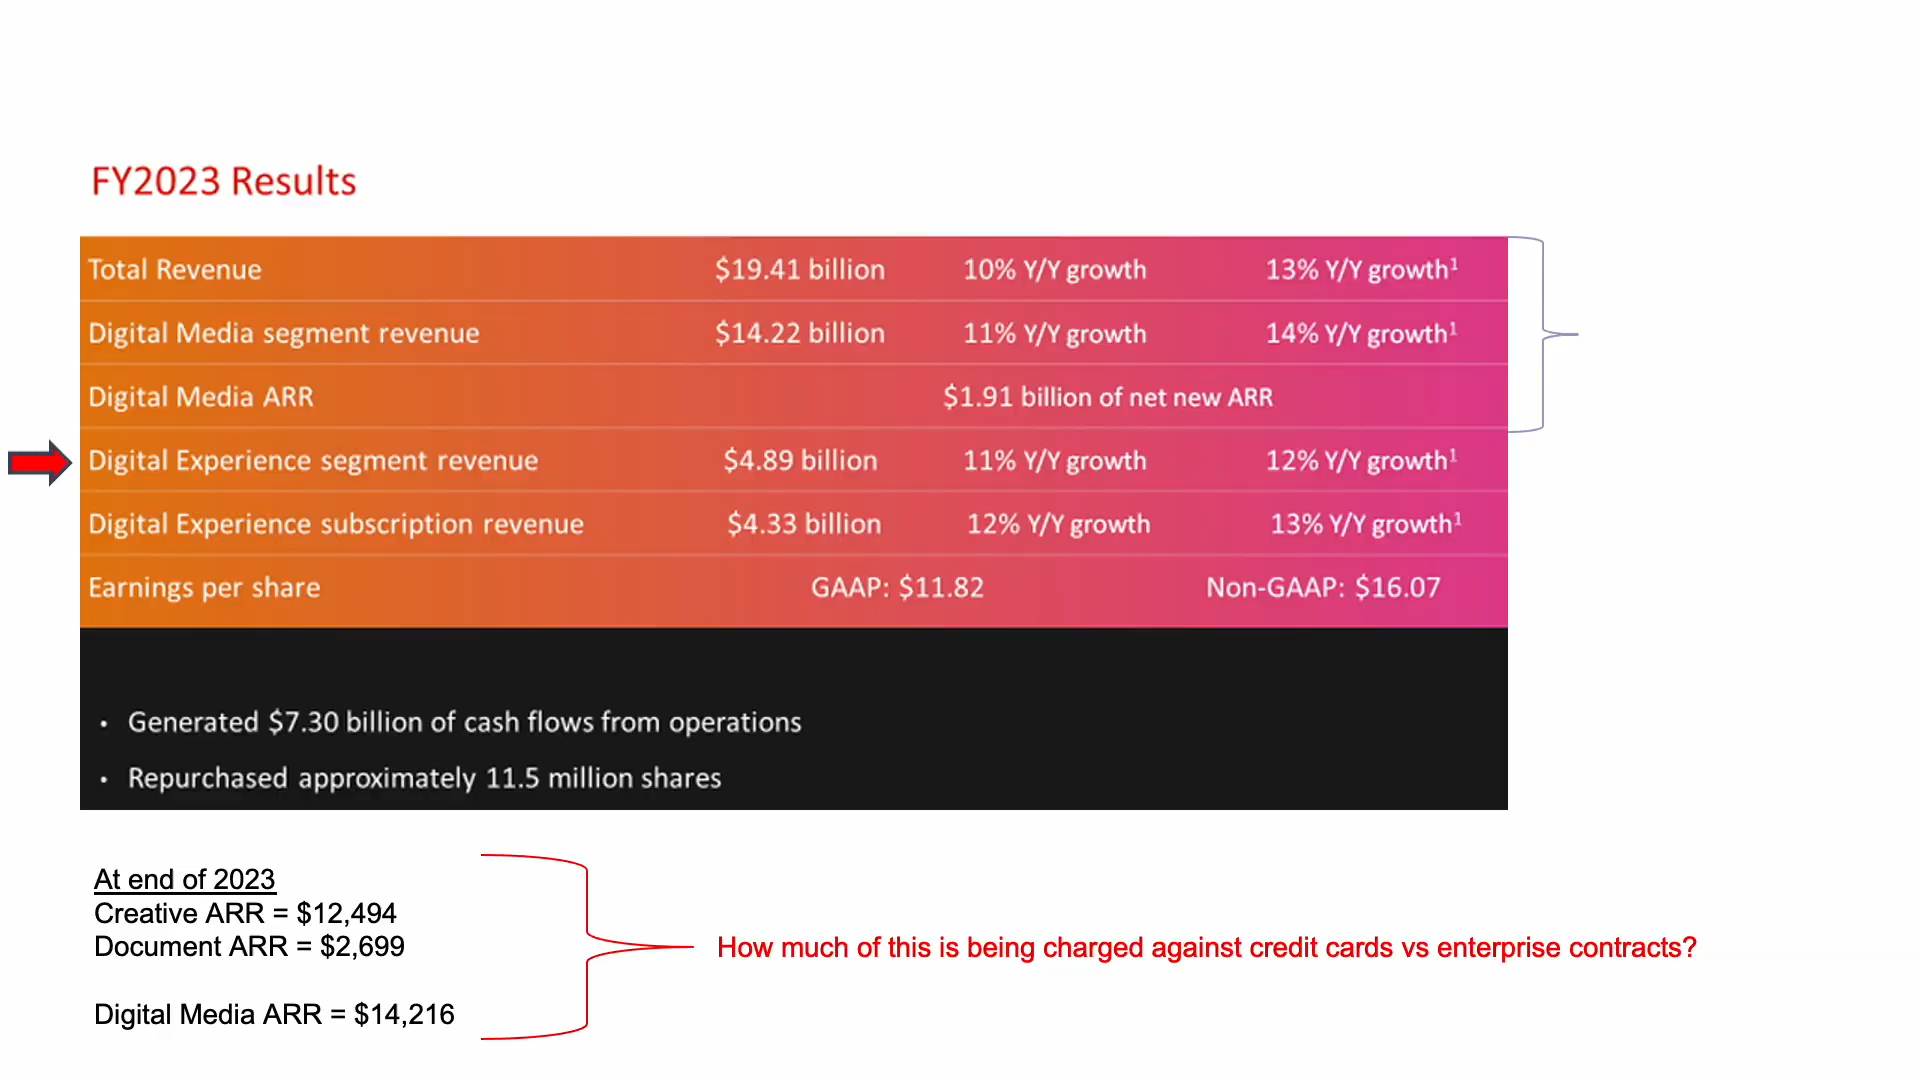 FY2023 Results
Total Revenue $19.41 billion 10% Y/Y growth 13% Y/Y growth¹
Digital Media segment revenue $14.22 billion 11% Y/Y growth 14% Y/Y growth¹
Digital Media ARR $1.91 billion of net new ARR
Digital Experience segment revenue $4.89 billion 11% Y/Y growth 12% Y/Y growth¹
Digital Experience subscription revenue $4.33 billion 12% Y/Y growth 13% Y/Y growth¹
Earnings per share GAAP: $11.82 Non-GAAP: $16.07
• Generated $7.30 billion of cash flows from operations
• Repurchased approximately 11.5 million shares
At end of 2023
Creative ARR = $12,494
Document ARR = $2,699
Digital Media ARR = $14,216
How much of this is being charged against credit cards vs enterprise contracts?